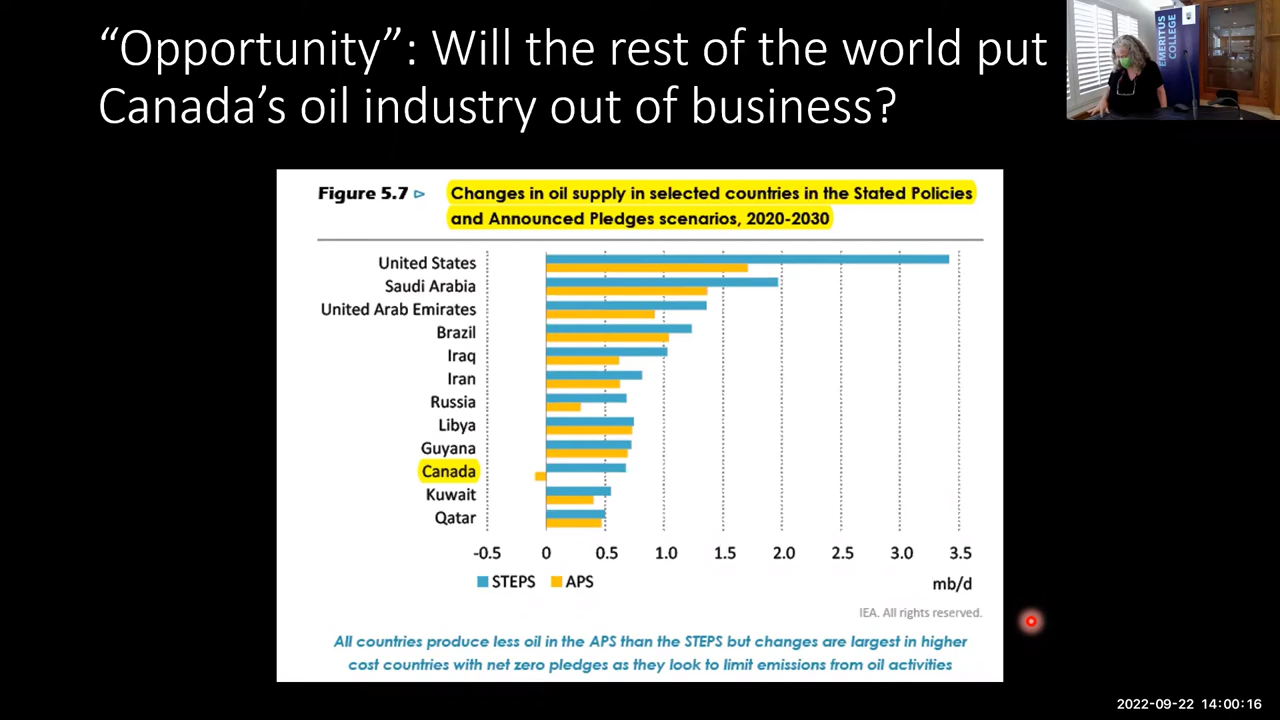 “Opportunity”: Will the rest of the world put
Canada’s oil industry out of business?
EMERITUS
COLLEGE
Figure 5.7 ▷ Changes in oil supply in selected countries in the Stated Policies
and Announced Pledges scenarios, 2020-2030
United States
Saudi Arabia
United Arab Emirates
Brazil
Iraq
Iran
Russia
Libya
Guyana
Canada
Kuwait
Qatar
-0.5 0 0.5 1.0 1.5 2.0 2.5 3.0 3.5
STEPS APS mb/d
IEA. All rights reserved.
All countries produce less oil in the APS than the STEPS but changes are largest in higher
cost countries with net zero pledges as they look to limit emissions from oil activities
2022-09-22 14:00:16